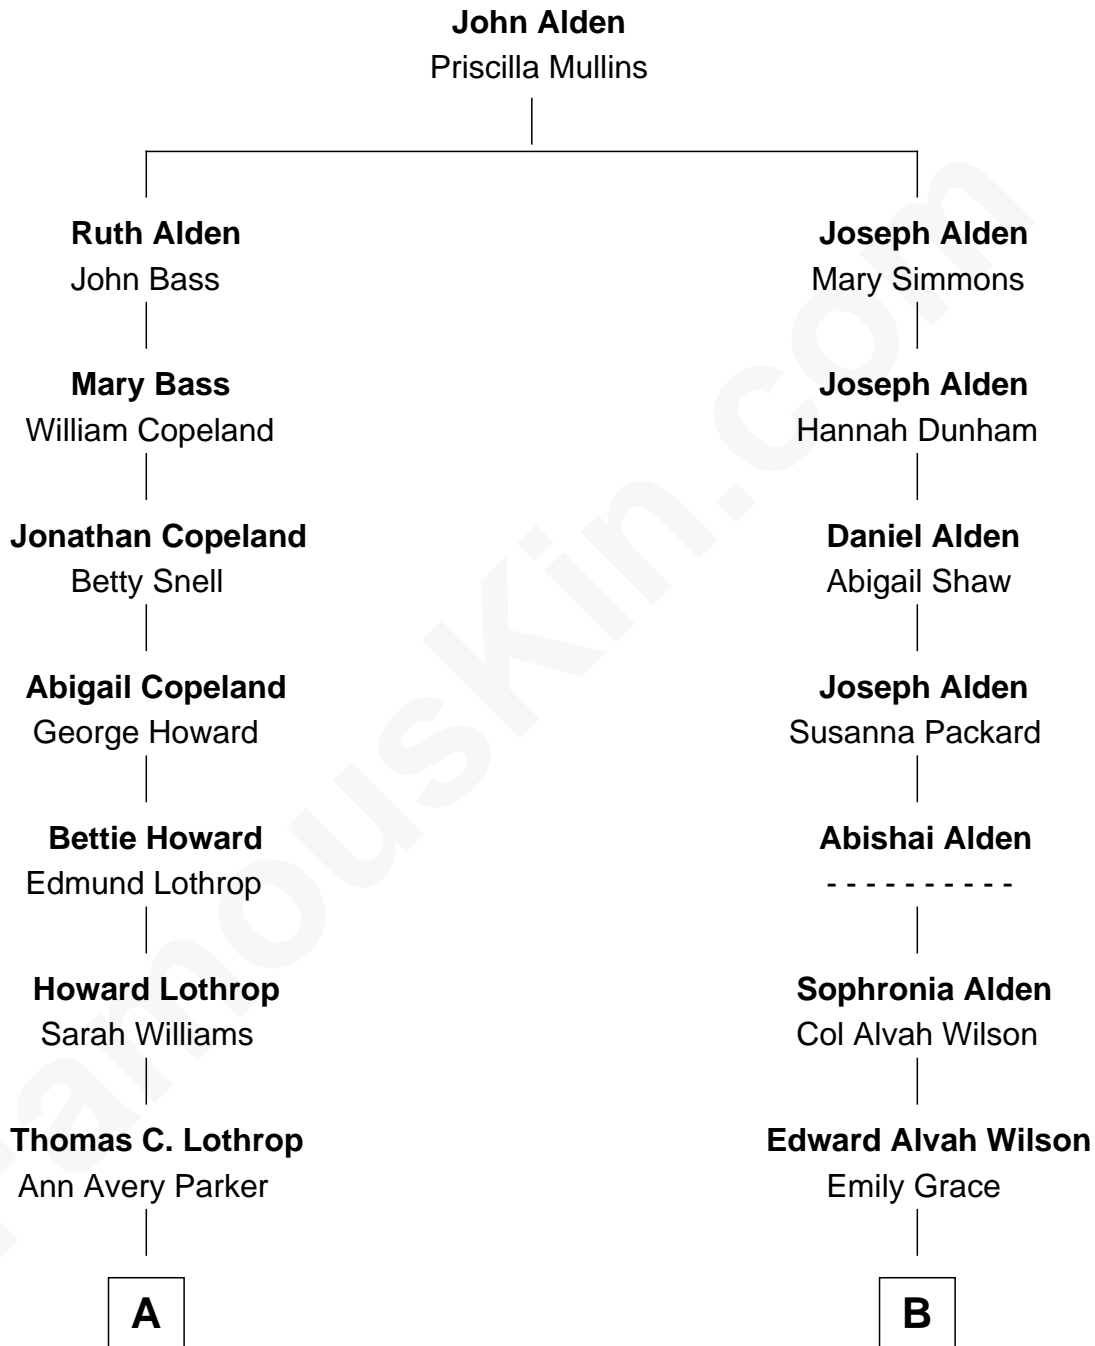 John Alden
Priscilla Mullins
Ruth Alden
John Bass
Joseph Alden
Mary Simmons
Mary Bass
William Copeland
Joseph Alden
Hannah Dunham
Jonathan Copeland
Betty Snell
Daniel Alden
Abigail Shaw
Abigail Copeland
George Howard
Joseph Alden
Susanna Packard
Bettie Howard
Edmund Lothrop
Abishai Alden
- - - - - - - - - -
Howard Lothrop
Sarah Williams
Sophronia Alden
Col Alvah Wilson
Thomas C. Lothrop
Ann Avery Parker
Edward Alvah Wilson
Emily Grace
A
B
FamousKin.com